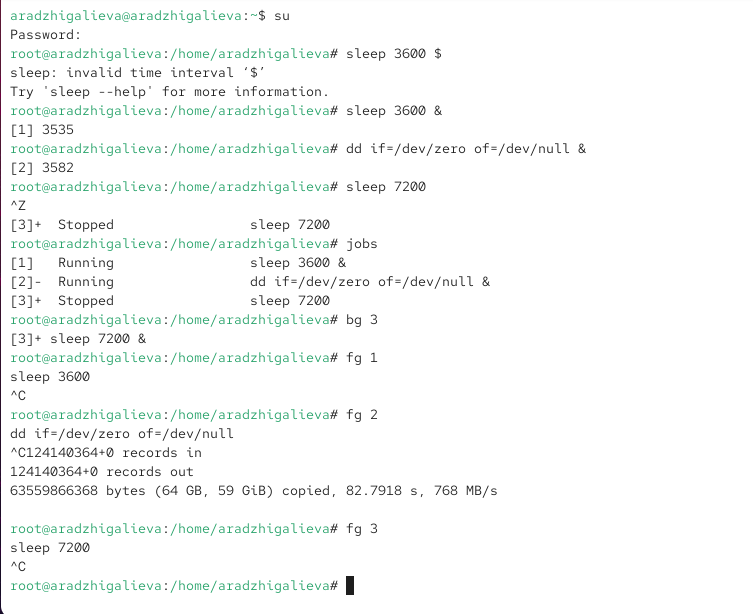 aradzhigalieva@aradzhigalieva:~$ su
Password:
root@aradzhigalieva:/home/aradzhigalieva# sleep 3600 $
sleep: invalid time interval ‘$’
Try 'sleep --help' for more information.
root@aradzhigalieva:/home/aradzhigalieva# sleep 3600 &
[1] 3535
root@aradzhigalieva:/home/aradzhigalieva# dd if=/dev/zero of=/dev/null &
[2] 3582
root@aradzhigalieva:/home/aradzhigalieva# sleep 7200
^Z
[3]+  Stopped                 sleep 7200
root@aradzhigalieva:/home/aradzhigalieva# jobs
[1]   Running                 sleep 3600 &
[2]-  Running                 dd if=/dev/zero of=/dev/null &
[3]+  Stopped                 sleep 7200
root@aradzhigalieva:/home/aradzhigalieva# bg 3
[3]+ sleep 7200 &
root@aradzhigalieva:/home/aradzhigalieva# fg 1
sleep 3600
^C
root@aradzhigalieva:/home/aradzhigalieva# fg 2
dd if=/dev/zero of=/dev/null
^C124140364+0 records in
124140364+0 records out
63559866368 bytes (64 GB, 59 GiB) copied, 82.7918 s, 768 MB/s

root@aradzhigalieva:/home/aradzhigalieva# fg 3
sleep 7200
^C
root@aradzhigalieva:/home/aradzhigalieva#